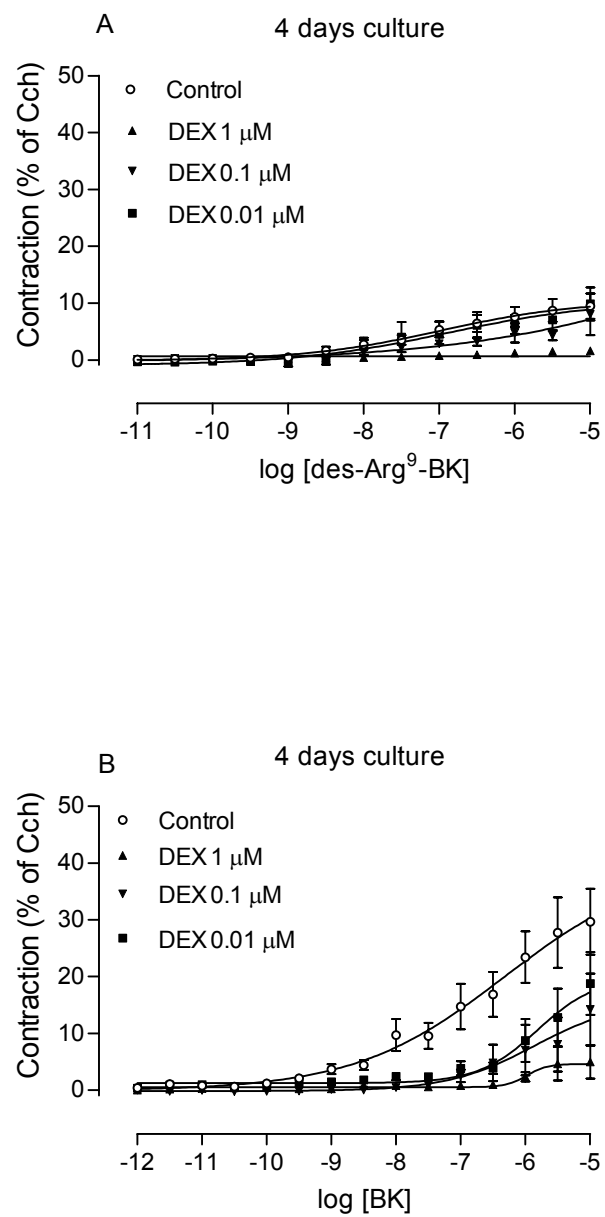 A
4 days culture
50
40
30
20
10
0
Contraction (% of Cch)
Control
DEX 1 μM
DEX 0.1 μM
DEX 0.01 μM
-11 -10 -9 -8 -7 -6 -5
log [des-Arg⁹-BK]
B
4 days culture
50
40
30
20
10
0
Contraction (% of Cch)
Control
DEX 1 μM
DEX 0.1 μM
DEX 0.01 μM
-12 -11 -10 -9 -8 -7 -6 -5
log [BK]